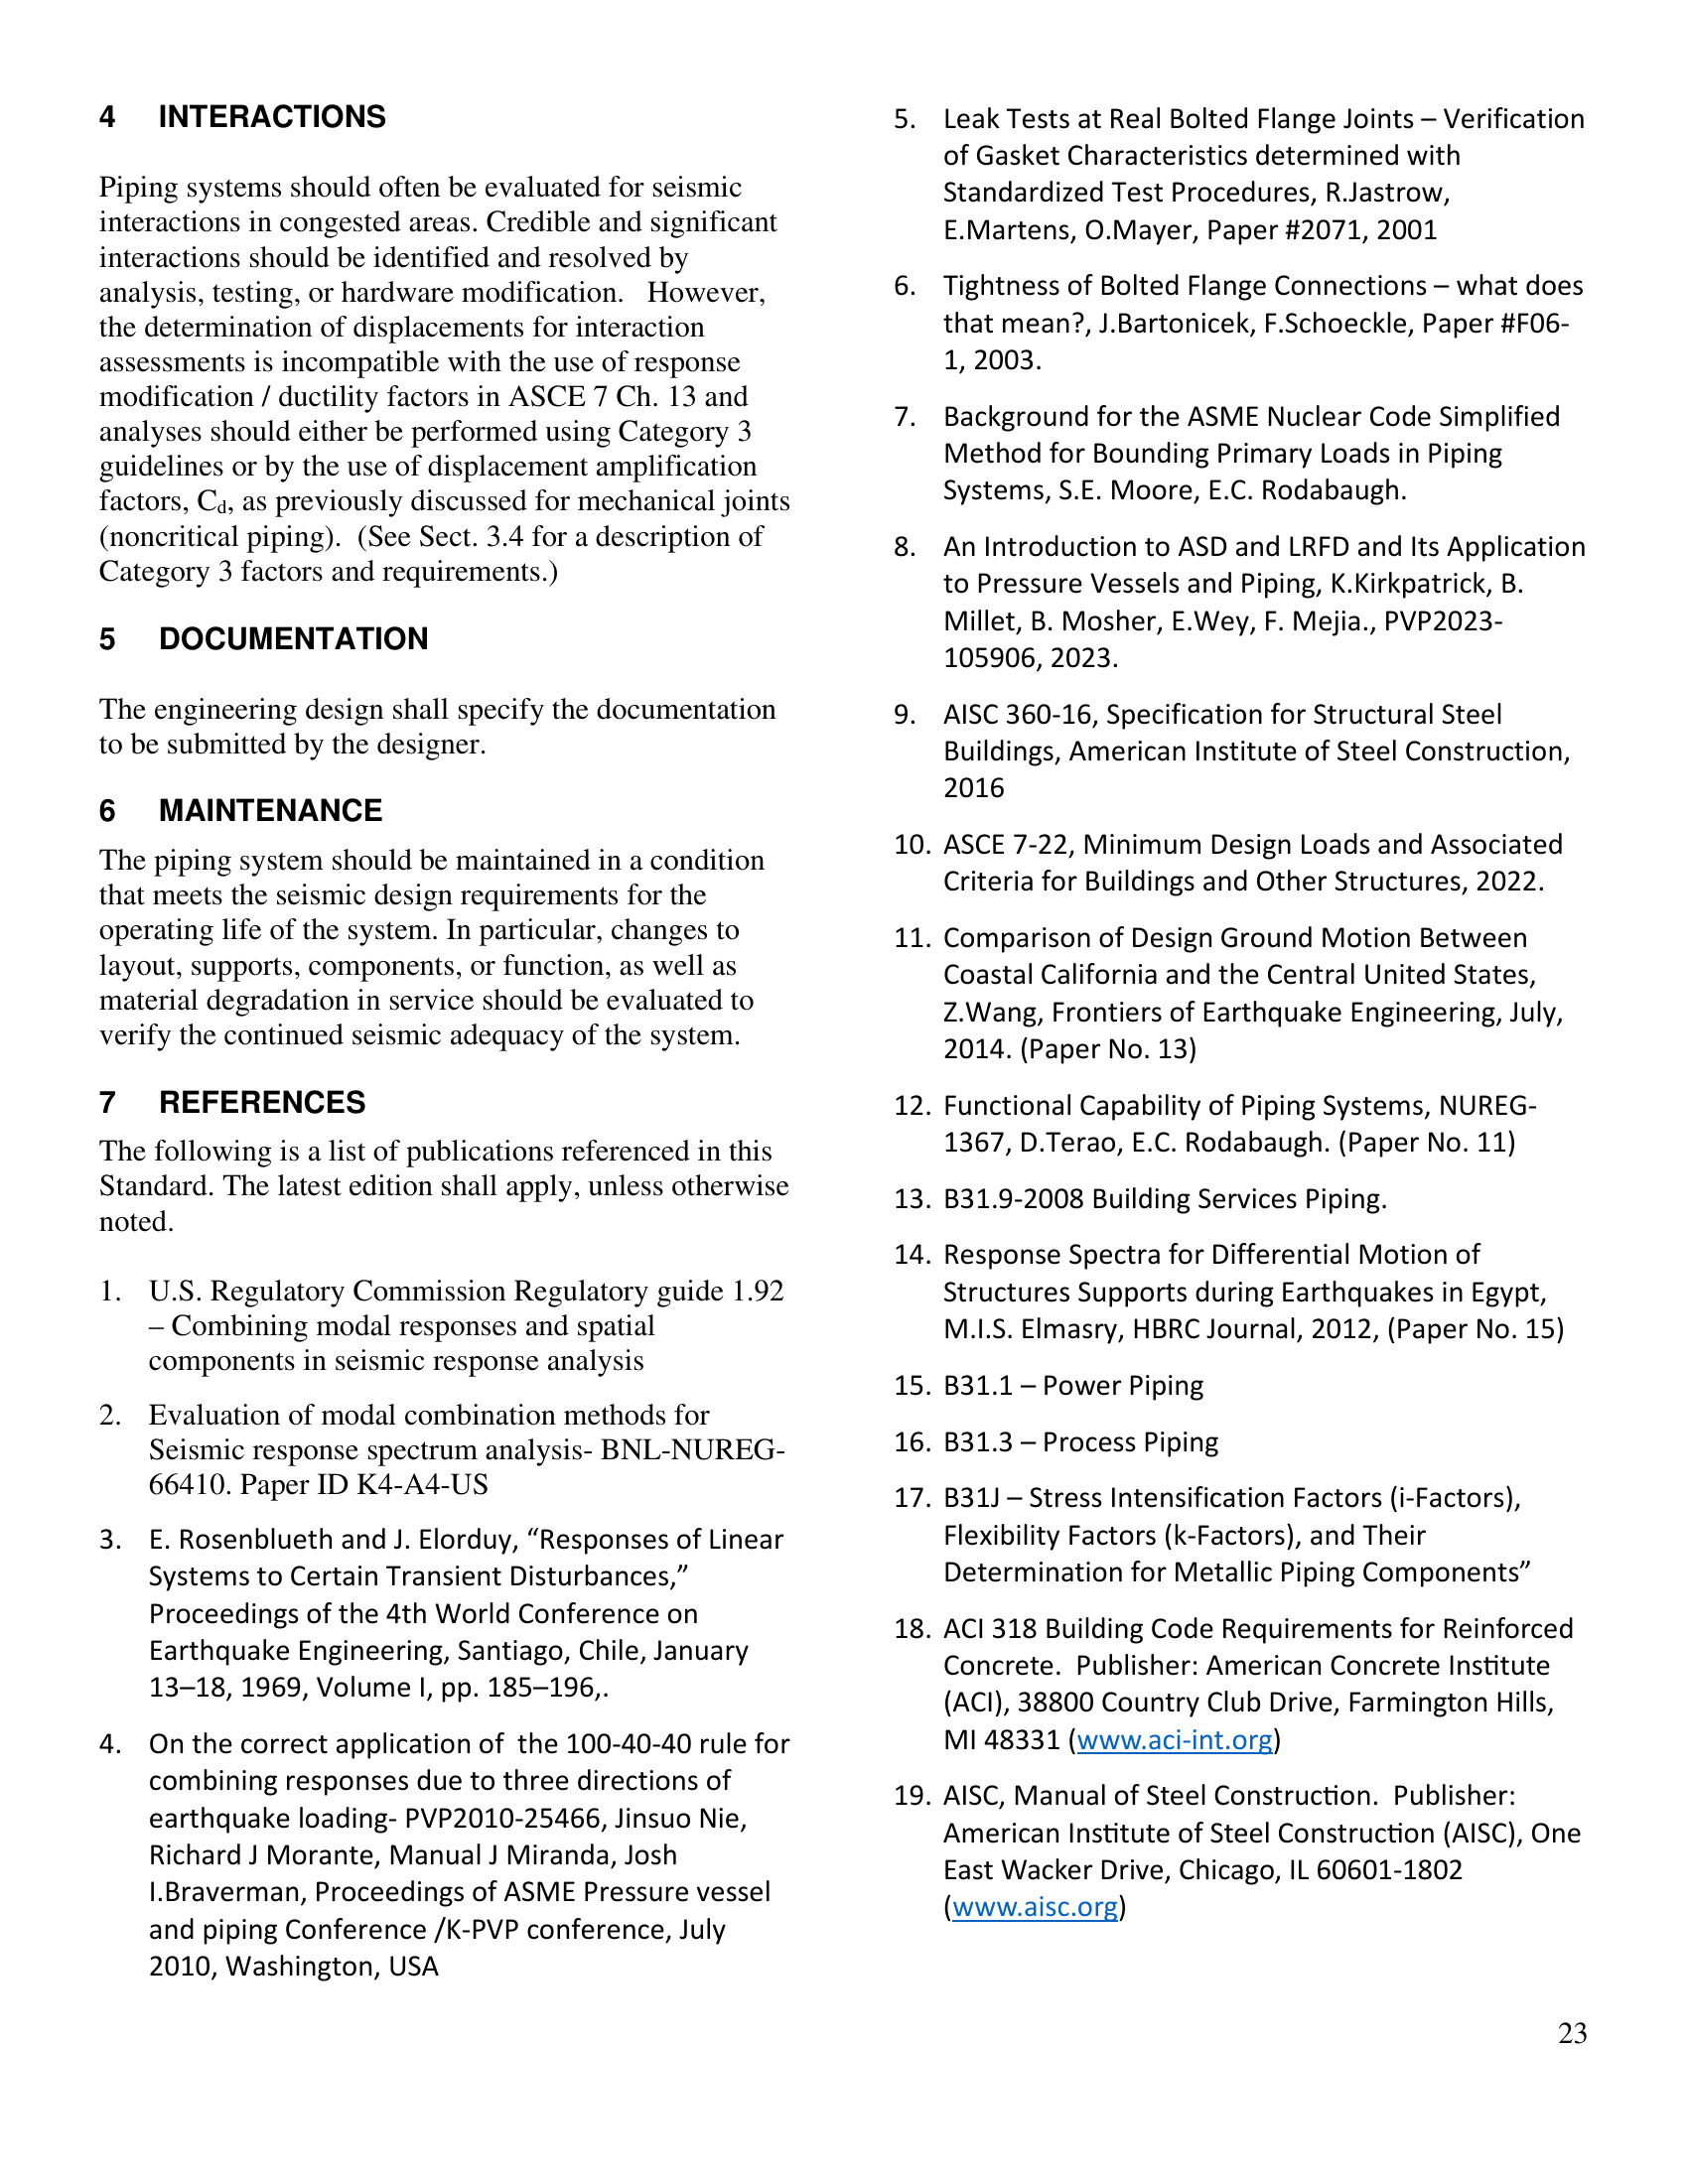 4 INTERACTIONS
Piping systems should often be evaluated for seismic
interactions in congested areas. Credible and significant
interactions should be identified and resolved by
analysis, testing, or hardware modification.   However,
the determination of displacements for interaction
assessments is incompatible with the use of response
modification / ductility factors in ASCE 7 Ch. 13 and
analyses should either be performed using Category 3
guidelines or by the use of displacement amplification
factors, Cd, as previously discussed for mechanical joints
(noncritical piping).  (See Sect. 3.4 for a description of
Category 3 factors and requirements.)
5 DOCUMENTATION
The engineering design shall specify the documentation
to be submitted by the designer.
6 MAINTENANCE
The piping system should be maintained in a condition
that meets the seismic design requirements for the
operating life of the system. In particular, changes to
layout, supports, components, or function, as well as
material degradation in service should be evaluated to
verify the continued seismic adequacy of the system.
7 REFERENCES
The following is a list of publications referenced in this
Standard. The latest edition shall apply, unless otherwise
noted.
1. U.S. Regulatory Commission Regulatory guide 1.92
– Combining modal responses and spatial
components in seismic response analysis
2. Evaluation of modal combination methods for
Seismic response spectrum analysis- BNL-NUREG-
66410. Paper ID K4-A4-US
3. E. Rosenblueth and J. Elorduy, “Responses of Linear
Systems to Certain Transient Disturbances,”
Proceedings of the 4th World Conference on
Earthquake Engineering, Santiago, Chile, January
13–18, 1969, Volume I, pp. 185–196,.
4. On the correct application of  the 100-40-40 rule for
combining responses due to three directions of
earthquake loading- PVP2010-25466, Jinsuo Nie,
Richard J Morante, Manual J Miranda, Josh
I.Braverman, Proceedings of ASME Pressure vessel
and piping Conference /K-PVP conference, July
2010, Washington, USA
5. Leak Tests at Real Bolted Flange Joints – Verification
of Gasket Characteristics determined with
Standardized Test Procedures, R.Jastrow,
E.Martens, O.Mayer, Paper #2071, 2001
6. Tightness of Bolted Flange Connections – what does
that mean?, J.Bartonicek, F.Schoeckle, Paper #F06-
1, 2003.
7. Background for the ASME Nuclear Code Simplified
Method for Bounding Primary Loads in Piping
Systems, S.E. Moore, E.C. Rodabaugh.
8. An Introduction to ASD and LRFD and Its Application
to Pressure Vessels and Piping, K.Kirkpatrick, B.
Millet, B. Mosher, E.Wey, F. Mejia., PVP2023-
105906, 2023.
9. AISC 360-16, Specification for Structural Steel
Buildings, American Institute of Steel Construction,
2016
10. ASCE 7-22, Minimum Design Loads and Associated
Criteria for Buildings and Other Structures, 2022.
11. Comparison of Design Ground Motion Between
Coastal California and the Central United States,
Z.Wang, Frontiers of Earthquake Engineering, July,
2014. (Paper No. 13)
12. Functional Capability of Piping Systems, NUREG-
1367, D.Terao, E.C. Rodabaugh. (Paper No. 11)
13. B31.9-2008 Building Services Piping.
14. Response Spectra for Differential Motion of
Structures Supports during Earthquakes in Egypt,
M.I.S. Elmasry, HBRC Journal, 2012, (Paper No. 15)
15. B31.1 – Power Piping
16. B31.3 – Process Piping
17. B31J – Stress Intensification Factors (i-Factors),
Flexibility Factors (k-Factors), and Their
Determination for Metallic Piping Components”
18. ACI 318 Building Code Requirements for Reinforced
Concrete.  Publisher: American Concrete Institute
(ACI), 38800 Country Club Drive, Farmington Hills,
MI 48331 (www.aci-int.org)
19. AISC, Manual of Steel Construction.  Publisher:
American Institute of Steel Construction (AISC), One
East Wacker Drive, Chicago, IL 60601-1802
(www.aisc.org)
23